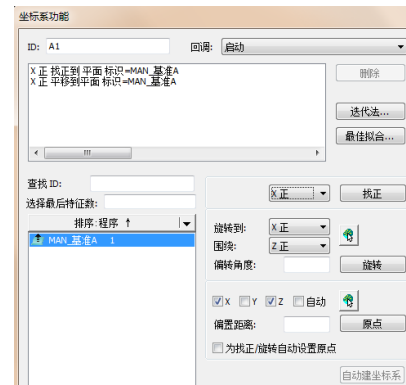 坐标系功能
ID: A1 回调: 启动
X 正 找正到 平面 标识=MAN_基准A
X 正 平移到平面 标识=MAN_基准A
删除
迭代法...
最佳拟合...
查找 ID:
选择最后特征数:
X 正 找正
排序:程序 ↑
MAN_基准A 1
旋转到: X 正
围绕: Z 正
偏转角度: 旋转
X Y Z 自动
偏置距离: 原点
为找正/旋转自动设置原点
自动建坐标系